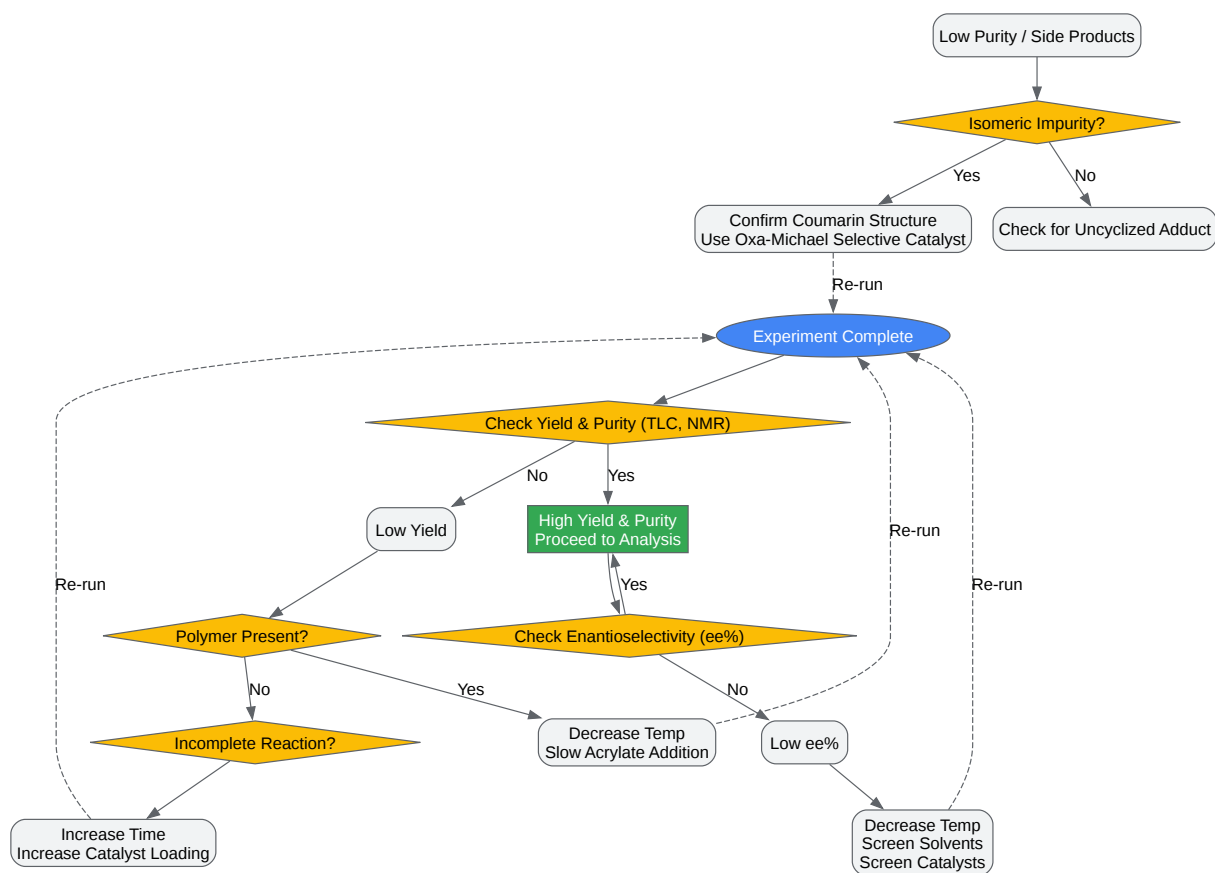 Low Purity / Side Products
Isomeric Impurity?
Yes
No
Confirm Coumarin Structure
Use Oxa-Michael Selective Catalyst
Check for Uncyclized Adduct
Re-run
Experiment Complete
Check Yield & Purity (TLC, NMR)
No
Yes
Low Yield
High Yield & Purity
Proceed to Analysis
Re-run
Re-run
Re-run
Yes
Polymer Present?
Check Enantioselectivity (ee%)
No
Yes
No
Incomplete Reaction?
Decrease Temp
Slow Acrylate Addition
Low ee%
Increase Time
Increase Catalyst Loading
Decrease Temp
Screen Solvents
Screen Catalysts